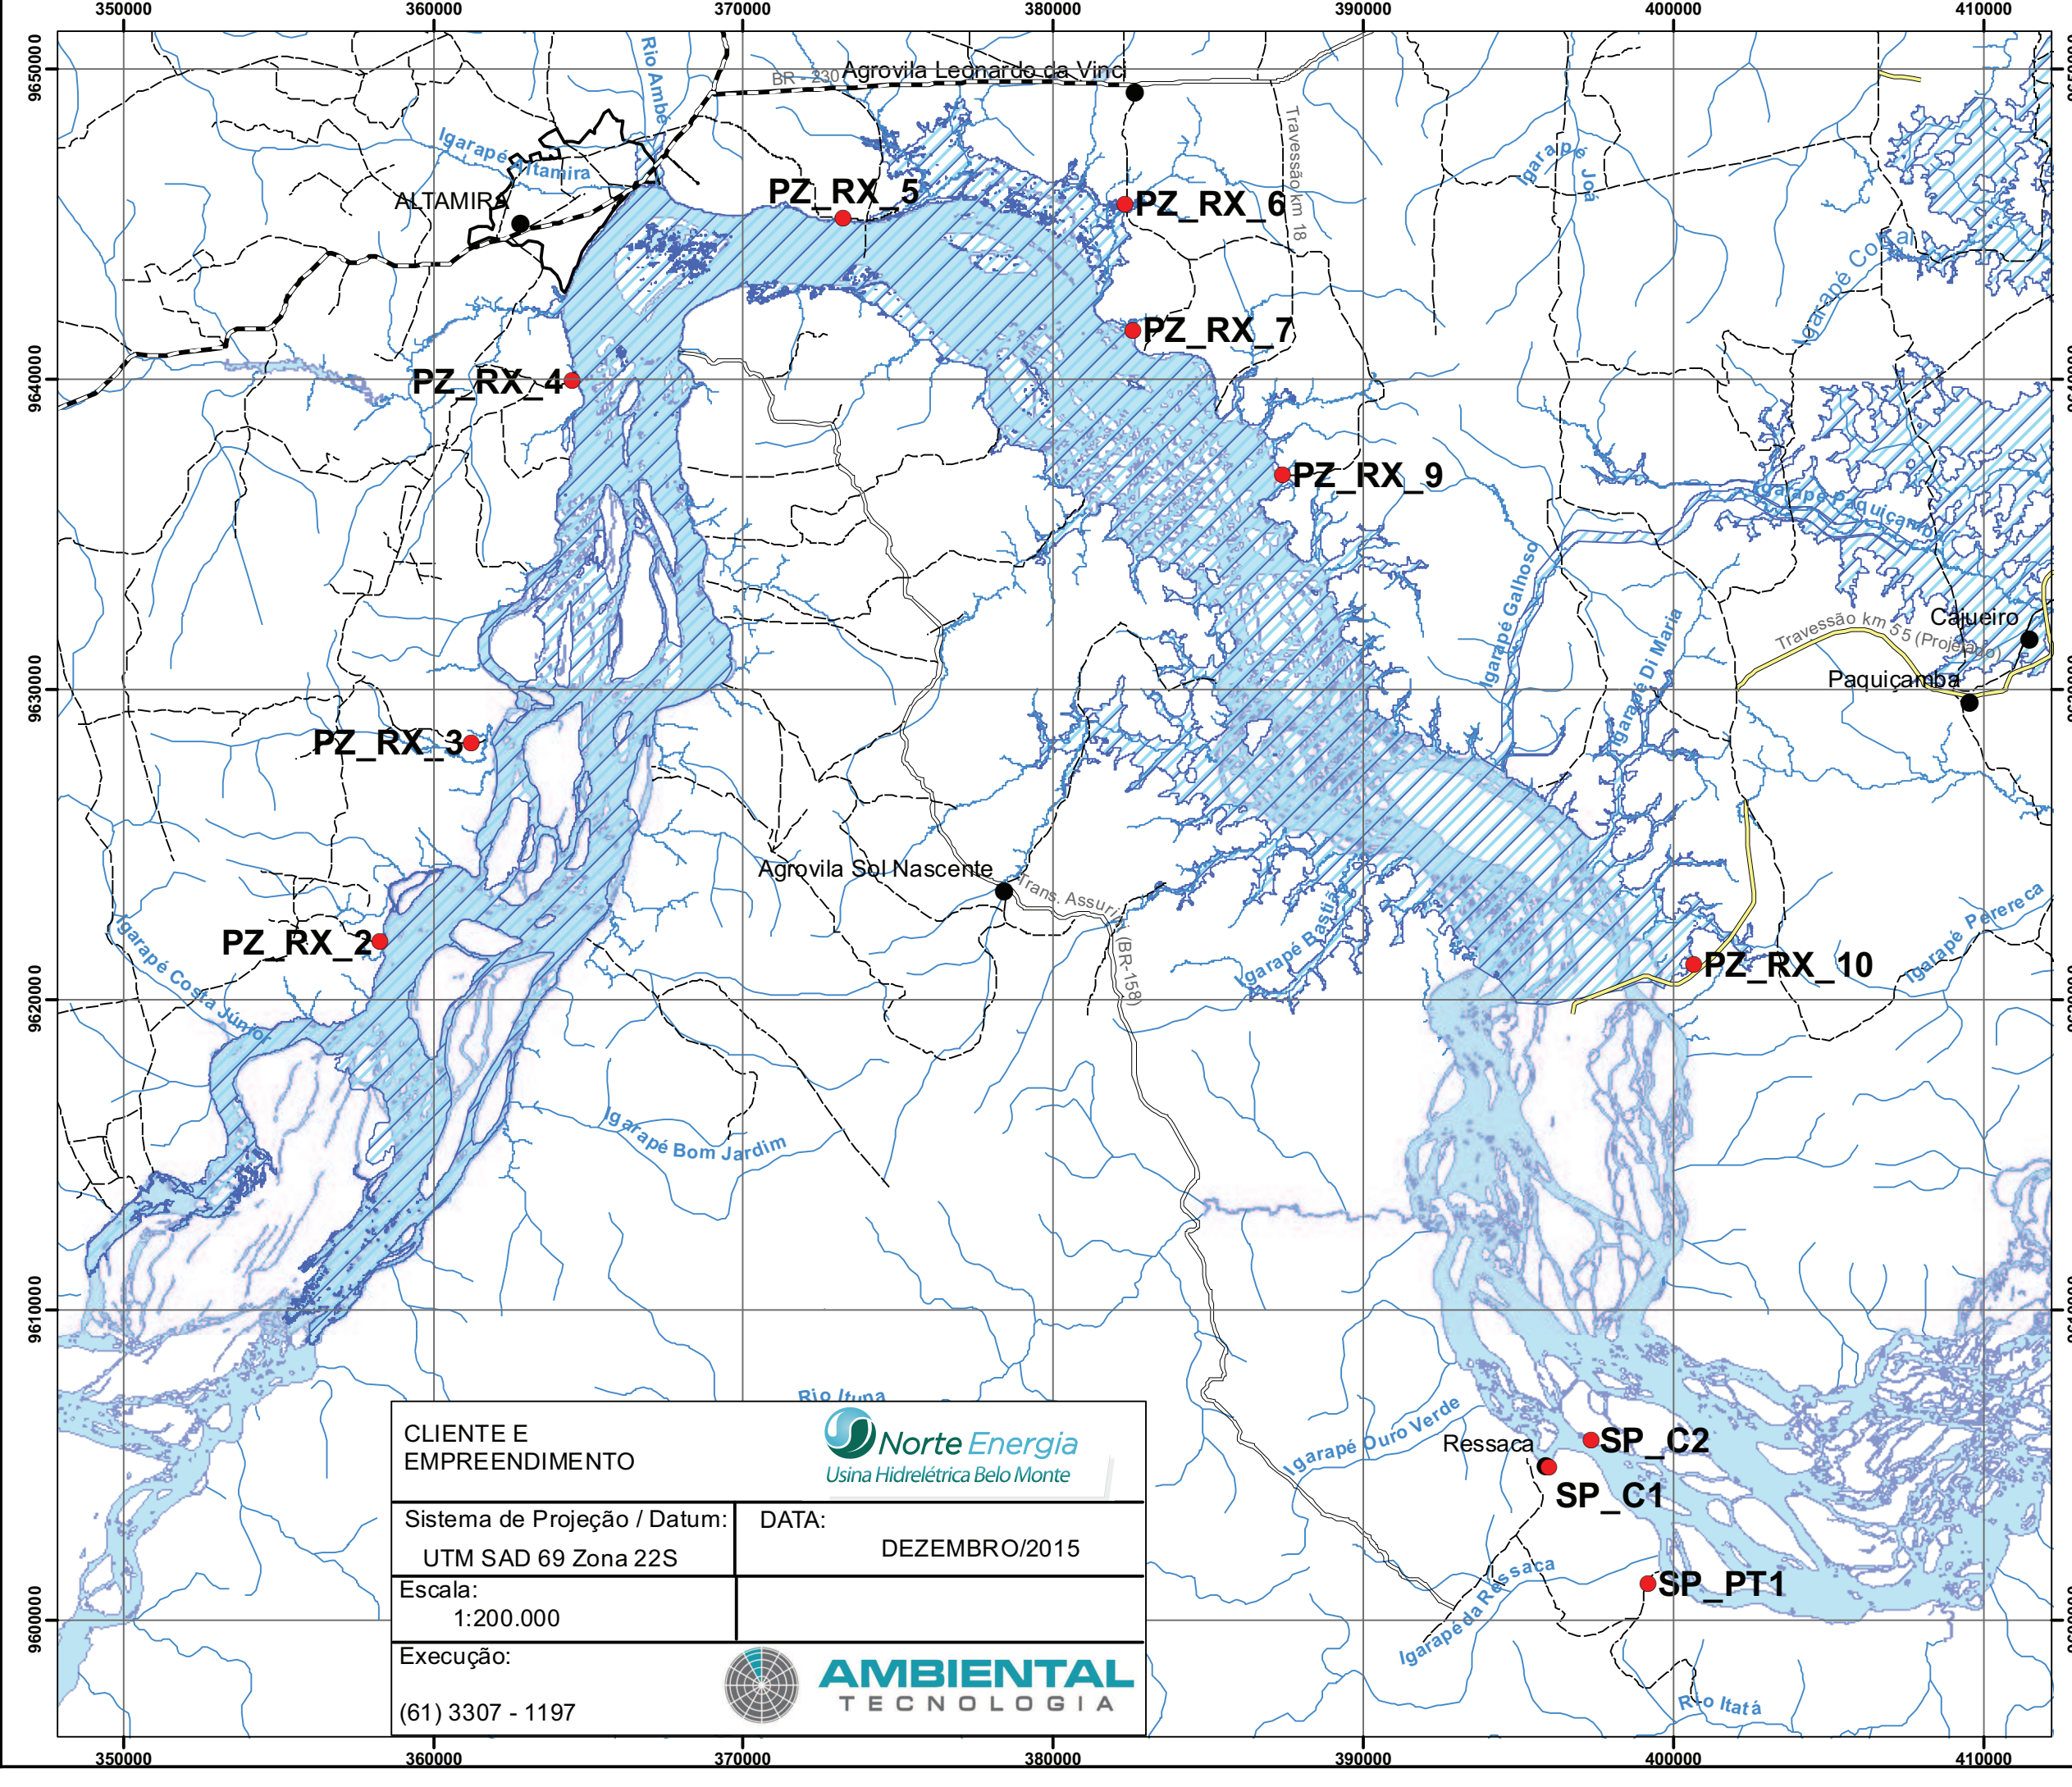 350000 360000 370000 380000 390000 400000 410000
9650000
9640000
9630000
9620000
9610000
9600000
Rio Ambé
BR - 230
Agrovila Leonardo da Vinci
Travessão km 18
Igarapé Altamira
ALTAMIRA
PZ_RX_5
PZ_RX_6
Igarapé Joá
Igarapé Cobal
PZ_RX_7
PZ_RX_4
PZ_RX_9
Igarapé Paquiçamba
Igarapé Galhoso
Igarapé Di Maria
Cajueiro
Travessão km 55 (Projetado)
Paquiçamba
PZ_RX_3
Agrovila Sol Nascente
Trans. Assurini (BR-158)
Igarapé Bastião
Igarapé Perereca
PZ_RX_2
PZ_RX_10
Igarapé Costa Júnior
Igarapé Bom Jardim
Rio Ituna
Igarapé Ouro Verde
Ressaca
SP_C2
SP_C1
Igarapé da Ressaca
SP_PT1
Rio Itatá
CLIENTE E
EMPREENDIMENTO
Norte Energia
Usina Hidrelétrica Belo Monte
Sistema de Projeção / Datum:
UTM SAD 69 Zona 22S
DATA:
DEZEMBRO/2015
Escala:
1:200.000
Execução:
(61) 3307 - 1197
AMBIENTAL
TECNOLOGIA
350000 360000 370000 380000 390000 400000 410000